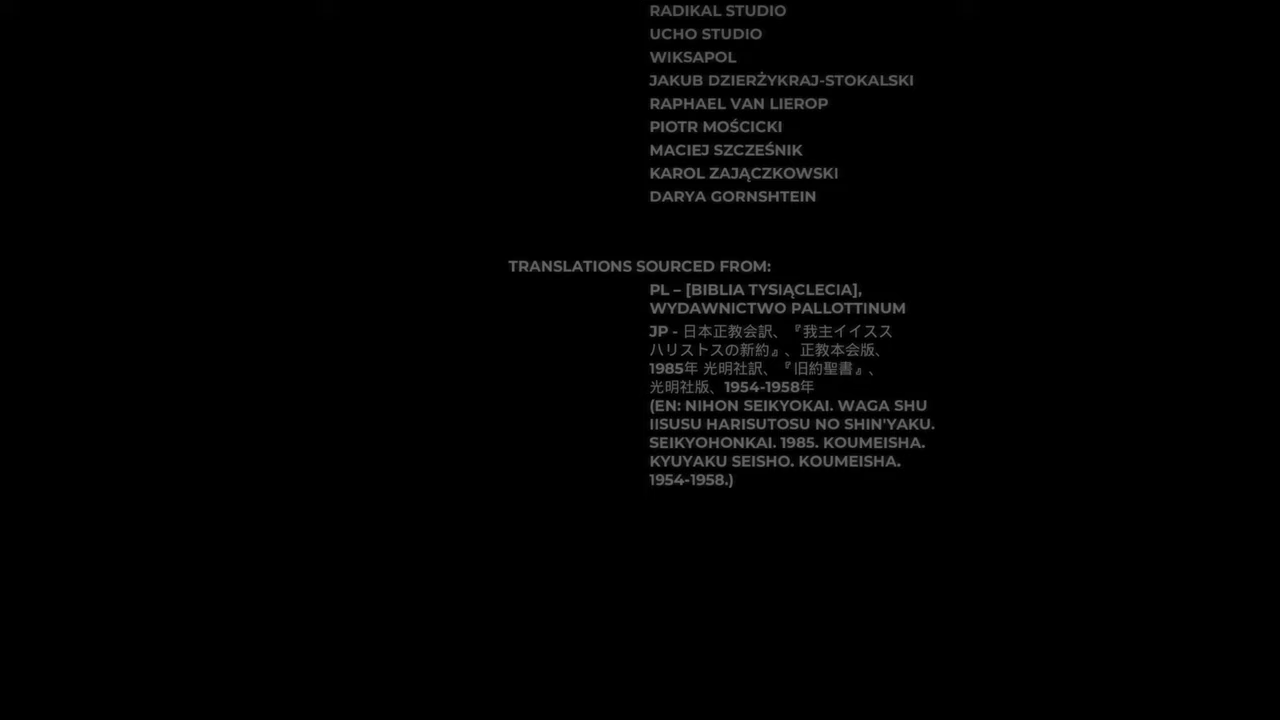 RADIKAL STUDIO
UCHO STUDIO
WIKSAPOL
JAKUB DZIERŻYKRAJ-STOKALSKI
RAPHAEL VAN LIEROP
PIOTR MOŚCICKI
MACIEJ SZCZEŚNIK
KAROL ZAJĄCZKOWSKI
DARYA GORNSHTEIN
TRANSLATIONS SOURCED FROM:
PL – [BIBLIA TYSIĄCLECIA],
WYDAWNICTWO PALLOTTINUM
JP - 日本正教会訳、『我主イイスス
ハリストスの新約』、正教本会版、
1985年 光明社訳、『旧約聖書』、
光明社版、1954-1958年
(EN: NIHON SEIKYOKAI. WAGA SHU
IISUSU HARISUTOSU NO SHIN'YAKU.
SEIKYOHONKAI. 1985. KOUMEISHA.
KYUYAKU SEISHO. KOUMEISHA.
1954-1958.)